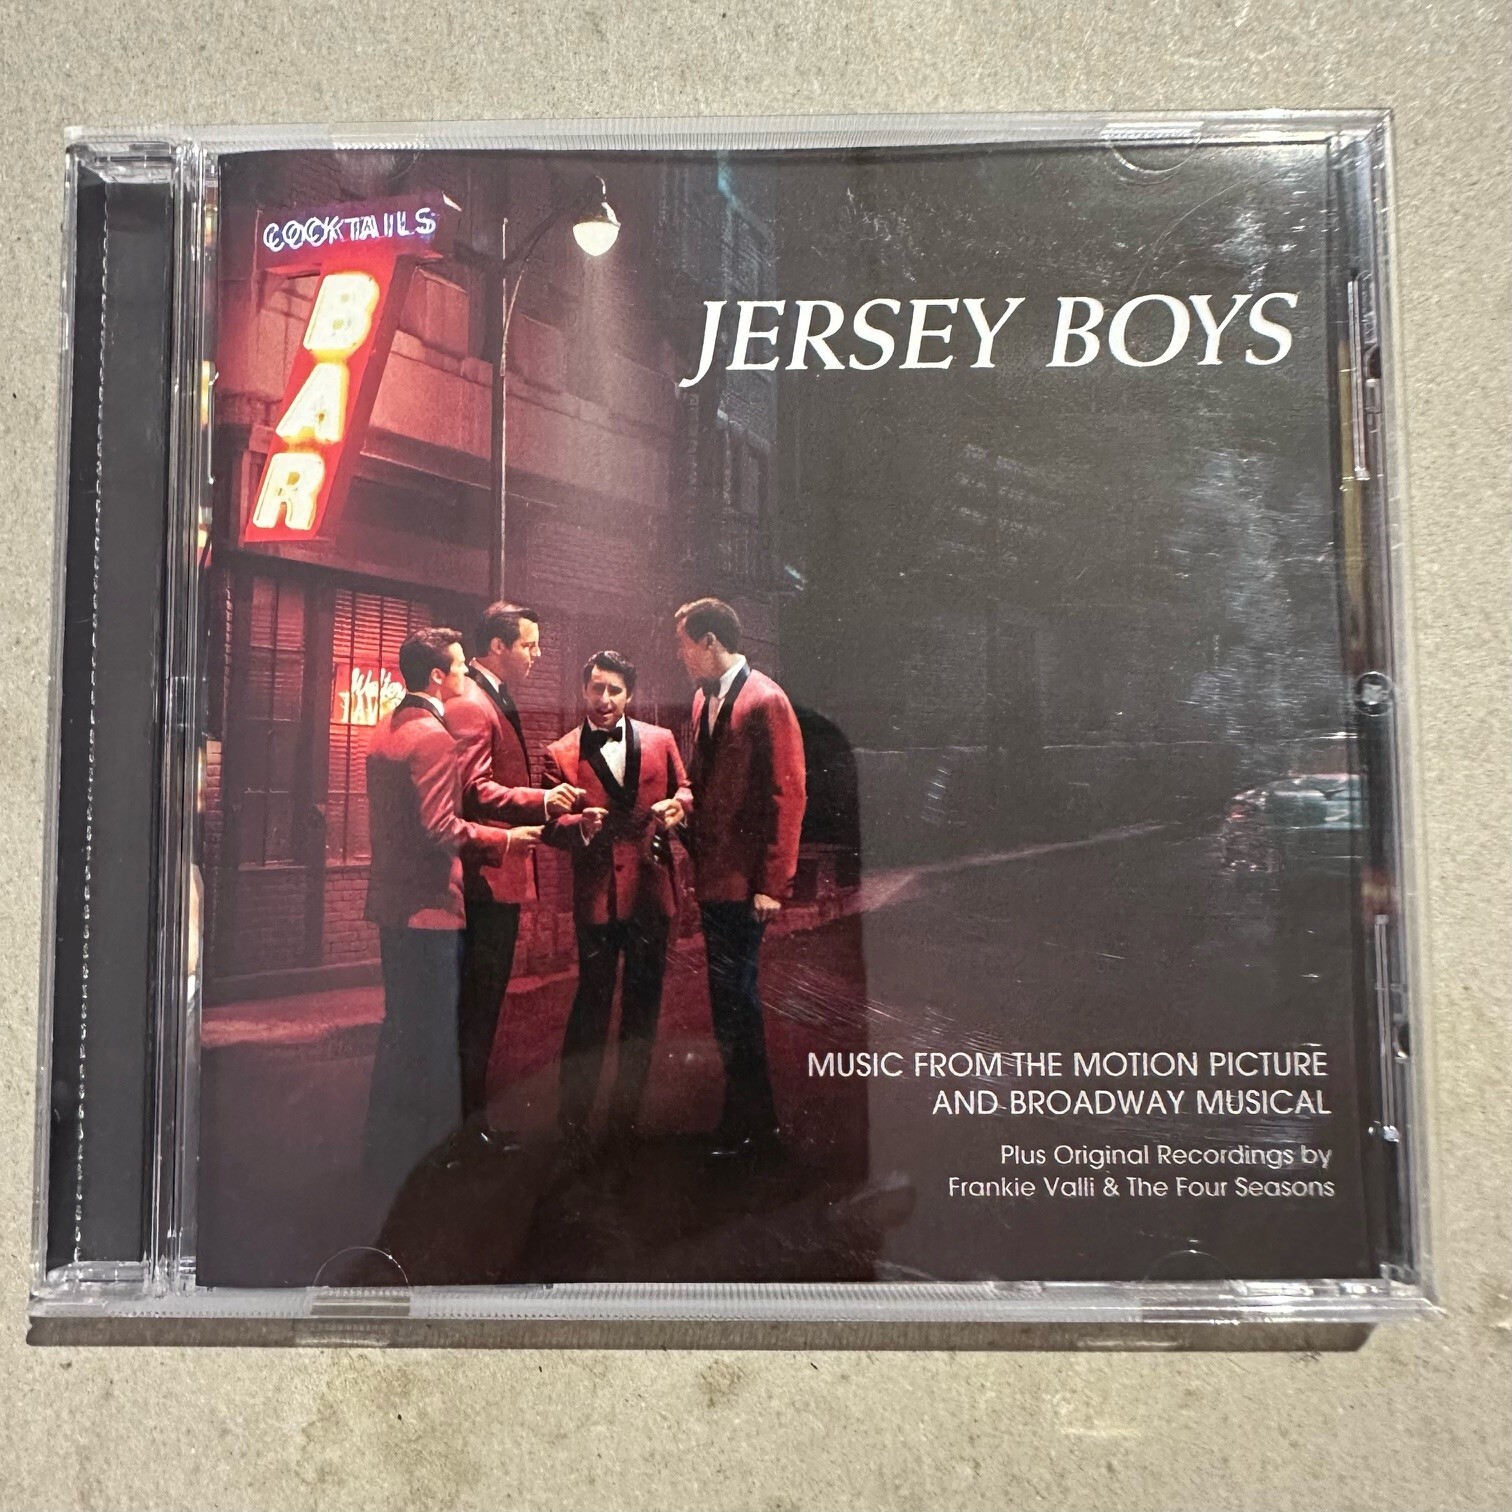 COCKTAILS
BAR
JERSEY BOYS
MUSIC FROM THE MOTION PICTURE
AND BROADWAY MUSICAL
Plus Original Recordings by
Frankie Valli & The Four Seasons